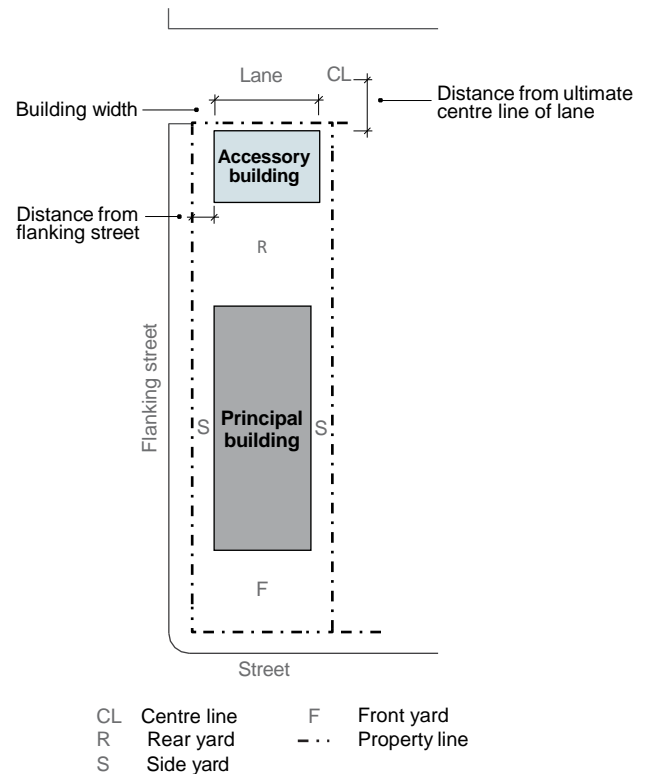 Lane
CL
Distance from ultimate
centre line of lane
Building width
Accessory
building
Distance from
flanking street
R
Flanking street
S
Principal
building
S
F
Street
CL Centre line
F Front yard
R Rear yard
Property line
S Side yard